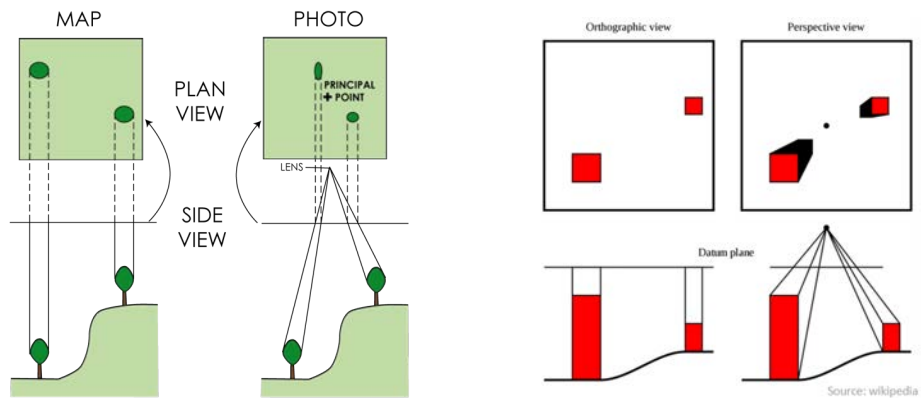 MAP
PHOTO
PLAN
VIEW
PRINCIPAL
+ POINT
LENS
SIDE
VIEW
Orthographic view
Perspective view
Datum plane
Source: wikipedia